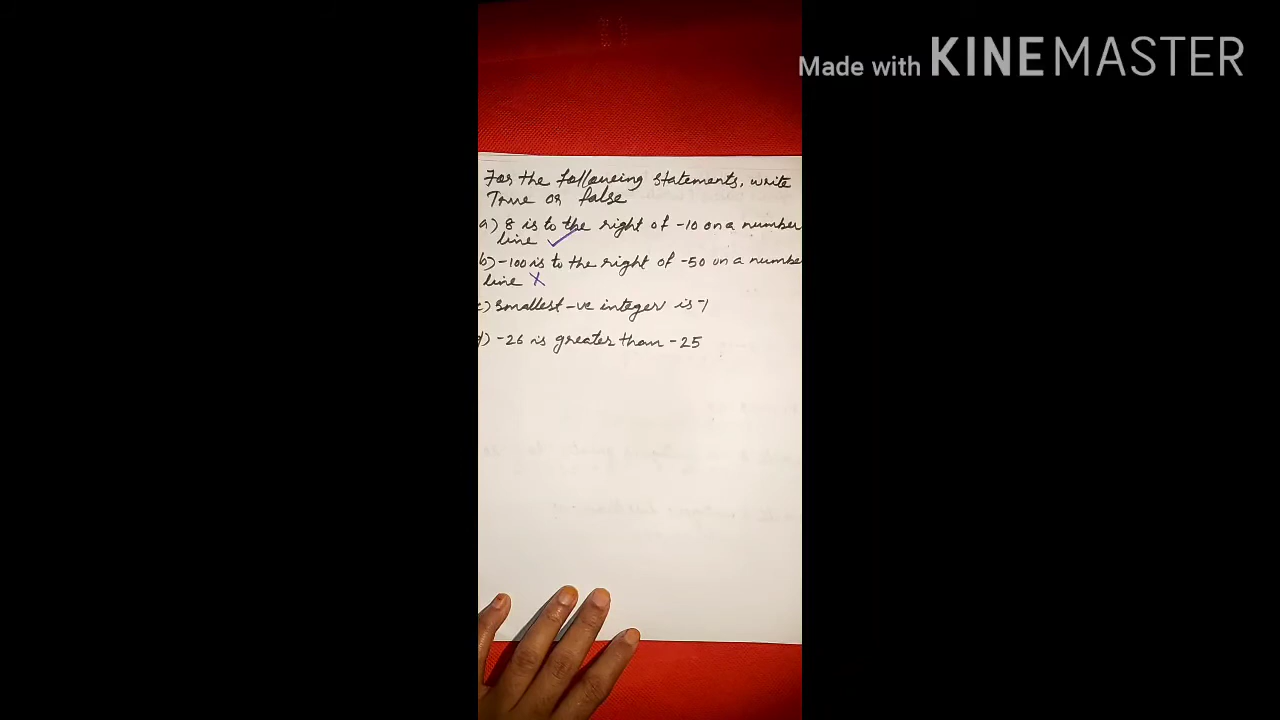 Made with KINEMASTER
For the following statements, write
True or false
a) 8 is to the right of -10 on a number
line ✓
b) -100 is to the right of -50 on a numbe
line X
c) smallest -ve integer is -1
d) -26 is greater than -25